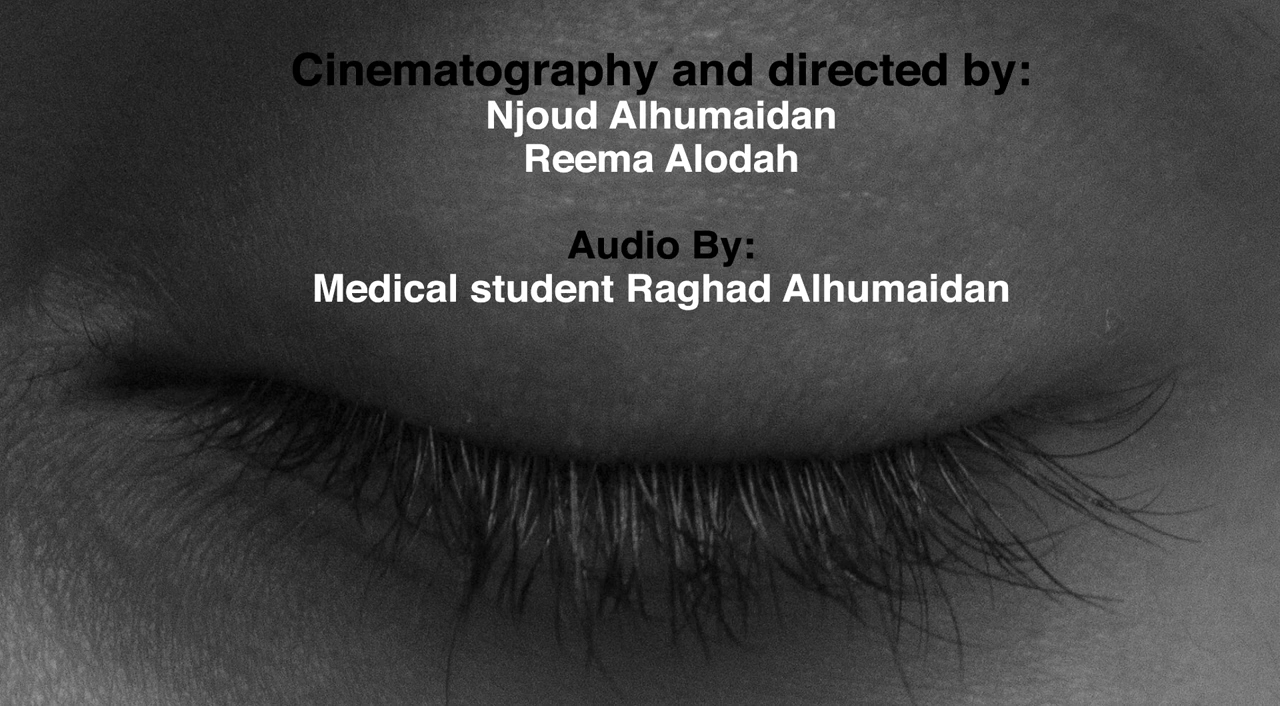 Cinematography and directed by:
Njoud Alhumaidan
Reema Alodah
Audio By:
Medical student Raghad Alhumaidan